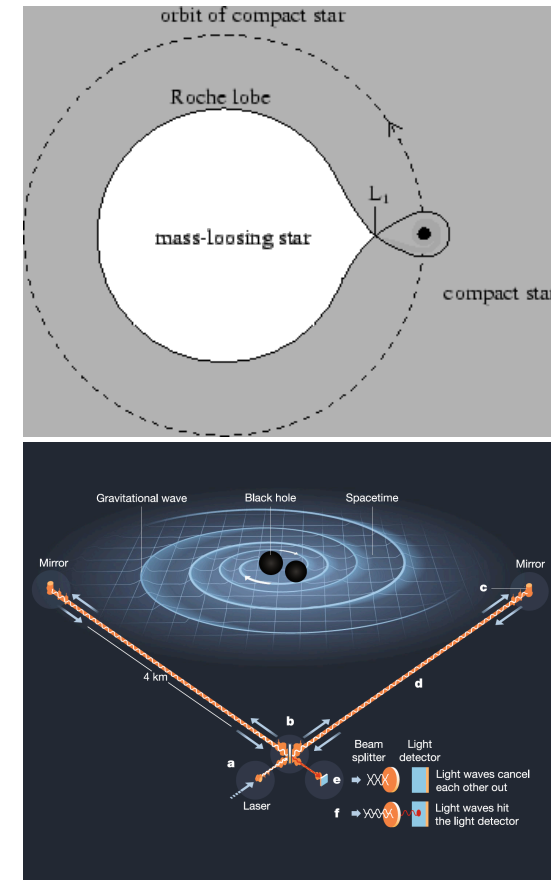 orbit of compact star
Roche lobe
L1
mass-loosing star
compact star
Gravitational wave
Black hole
Spacetime
Mirror
Mirror
c
4 km
d
b
a
Laser
e
Beam
splitter
Light
detector
Light waves cancel
each other out
f
Light waves hit
the light detector